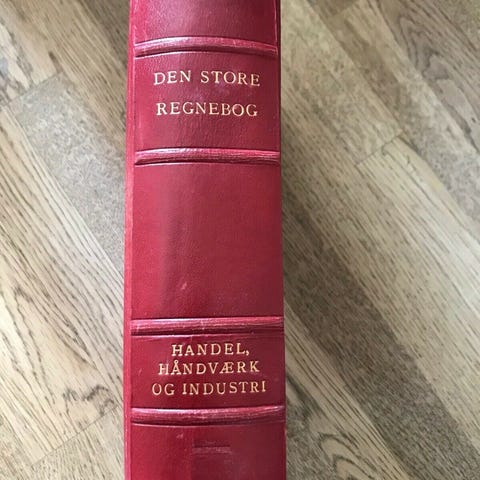 DEN STORE
REGNEBOG
HANDEL,
HÅNDVÆRK
OG INDUSTRI